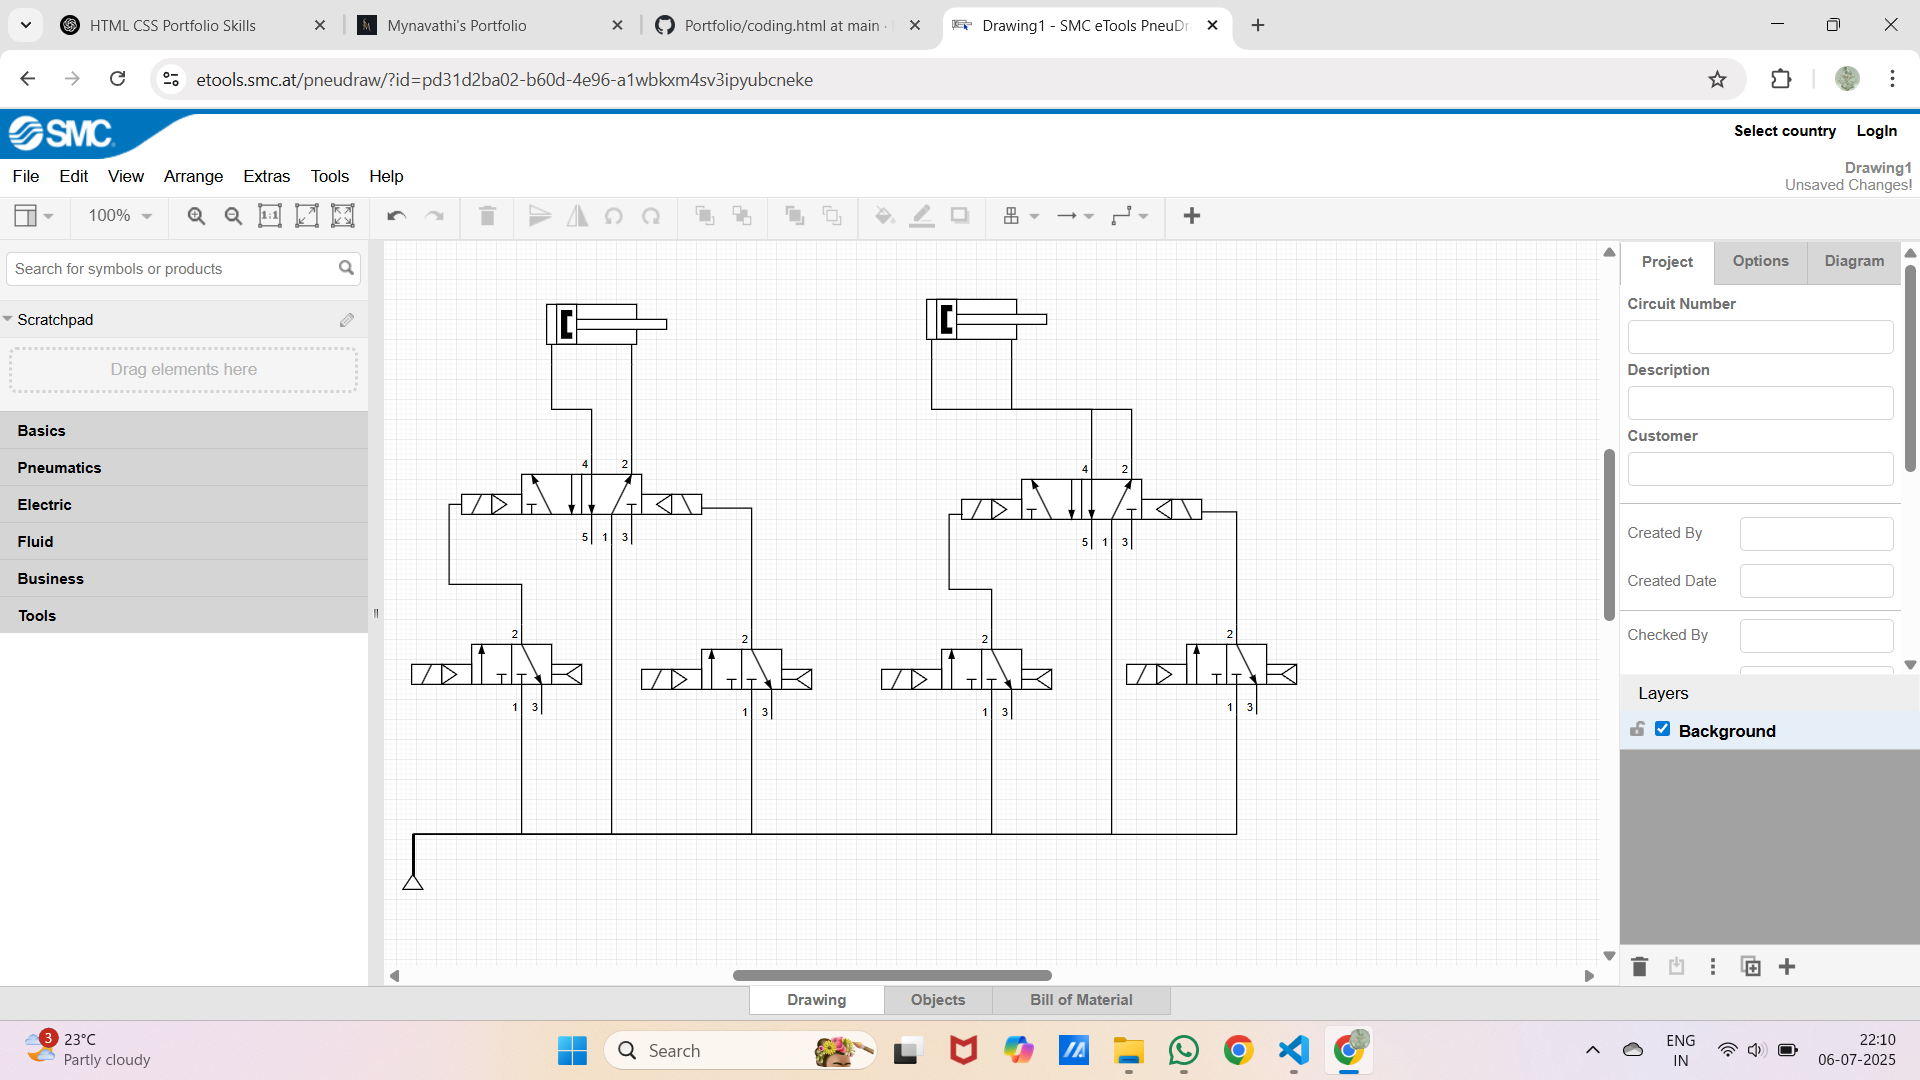 HTML CSS Portfolio Skills
Mynavathi's Portfolio
Portfolio/coding.html at main ·
Drawing1 - SMC eTools PneuDr
etools.smc.at/pneudraw/?id=pd31d2ba02-b60d-4e96-a1wbkxm4sv3ipyubcneke
SMC
Select country LogIn
File Edit View Arrange Extras Tools Help
Drawing1
Unsaved Changes!
100%
1:1
Search for symbols or products
Scratchpad
Drag elements here
Basics
Pneumatics
Electric
Fluid
Business
Tools
4 2
4 2
5 1 3
5 1 3
2
2
2
2
1 3
1 3
1 3
1 3
Project Options Diagram
Circuit Number
Description
Customer
Created By
Created Date
Checked By
Layers
Background
Drawing Objects Bill of Material
3
23°C
Partly cloudy
Search
ENG
IN
22:10
06-07-2025